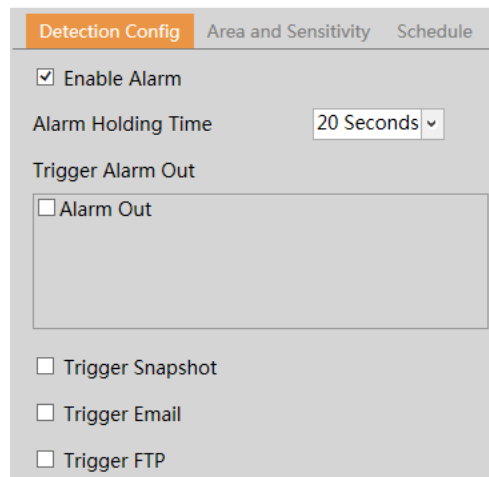 Detection Config Area and Sensitivity Schedule
Enable Alarm
Alarm Holding Time 20 Seconds
Trigger Alarm Out
Alarm Out
Trigger Snapshot
Trigger Email
Trigger FTP